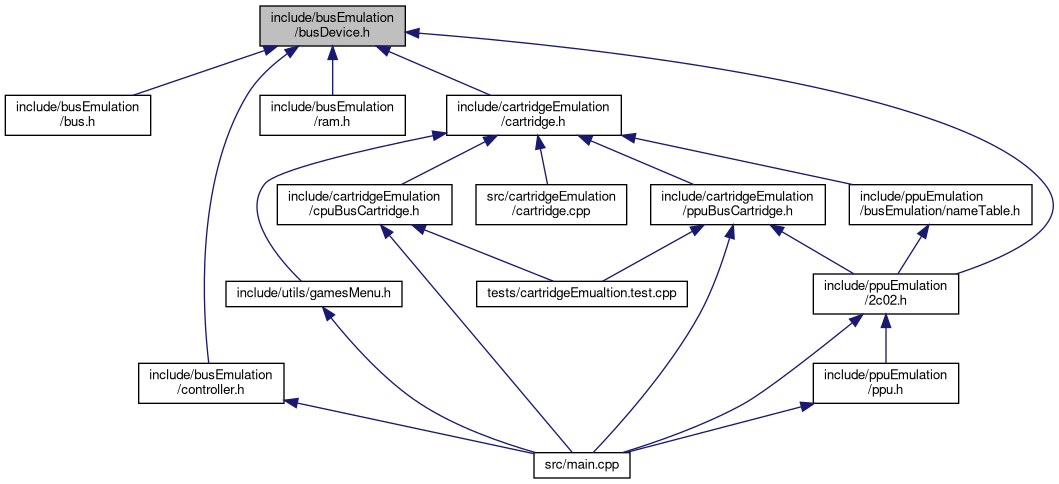 include/busEmulation
/busDevice.h
include/busEmulation
/bus.h
include/busEmulation
/ram.h
include/cartridgeEmulation
/cartridge.h
include/cartridgeEmulation
/cpuBusCartridge.h
src/cartridgeEmulation
/cartridge.cpp
include/cartridgeEmulation
/ppuBusCartridge.h
include/ppuEmulation
/busEmulation/nameTable.h
include/utils/gamesMenu.h
tests/cartridgeEmualtion.test.cpp
include/ppuEmulation
/2c02.h
include/busEmulation
/controller.h
include/ppuEmulation
/ppu.h
src/main.cpp